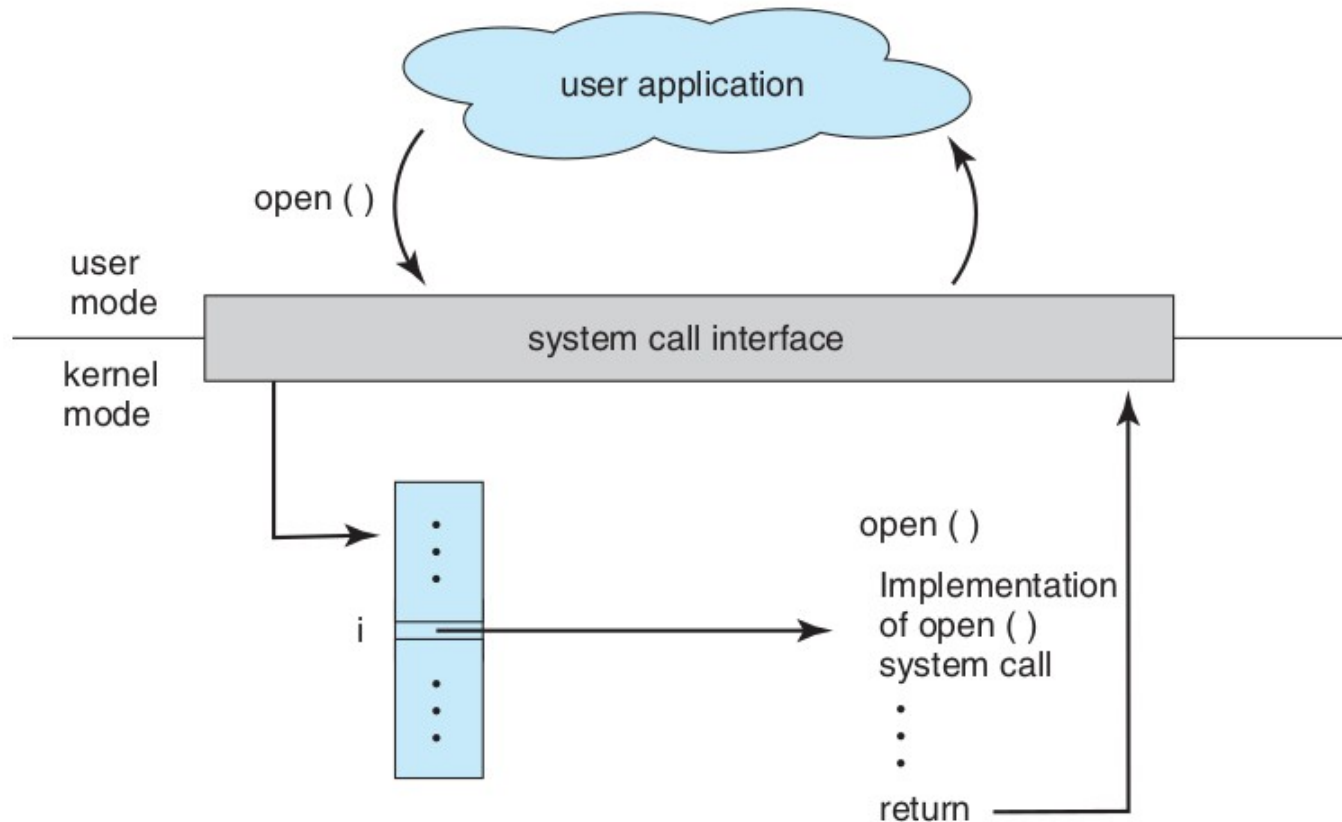 user application
open ( )
user
mode
system call interface
kernel
mode
open ( )
i
Implementation
of open ( )
system call
return